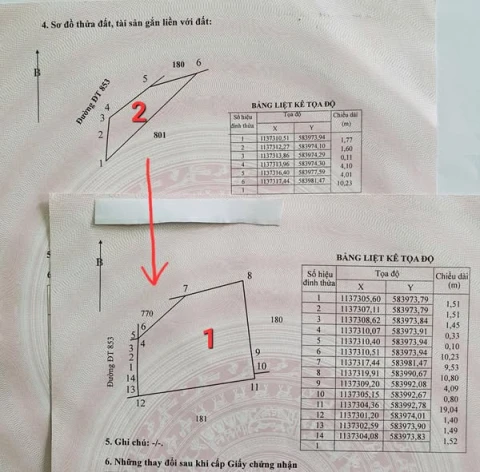 4. Sơ đồ thửa đất, tài sản gắn liền với đất:
B
Đường ĐT 853
180
6
5
4
3
2
1
2
801
BẢNG LIỆT KÊ TỌA ĐỘ
Số hiệu đỉnh thửa Tọa độ Chiều dài (m)
X Y
1 1137310,51 583973,94
1,77
2 1137312,27 583974,10
1,60
3 1137313,86 583974,29
0,11
4 1137313,96 583974,30
4,10
5 1137316,40 583977,59
4,01
6 1137317,44 583981,47
10,23
1
B
Đường ĐT 853
770
7
8
180
1
6
5
4
3
2
1
14
13
12
9
10
11
181
BẢNG LIỆT KÊ TỌA ĐỘ
Số hiệu đỉnh thửa Tọa độ Chiều dài (m)
X Y
1 1137305,60 583973,79
1,51
2 1137307,11 583973,79
1,51
3 1137308,62 583973,84
1,45
4 1137310,07 583973,91
0,33
5 1137310,40 583973,94
0,10
6 1137310,51 583973,94
10,23
7 1137317,44 583981,47
9,53
8 1137319,91 583990,67
10,80
9 1137309,20 583992,08
4,09
10 1137305,15 583992,67
0,80
11 1137304,36 583992,78
19,04
12 1137301,20 583974,01
1,40
13 1137302,59 583973,90
1,49
14 1137304,08 583973,83
1,52
1
5. Ghi chú: -/-.
6. Những thay đổi sau khi cấp Giấy chứng nhận